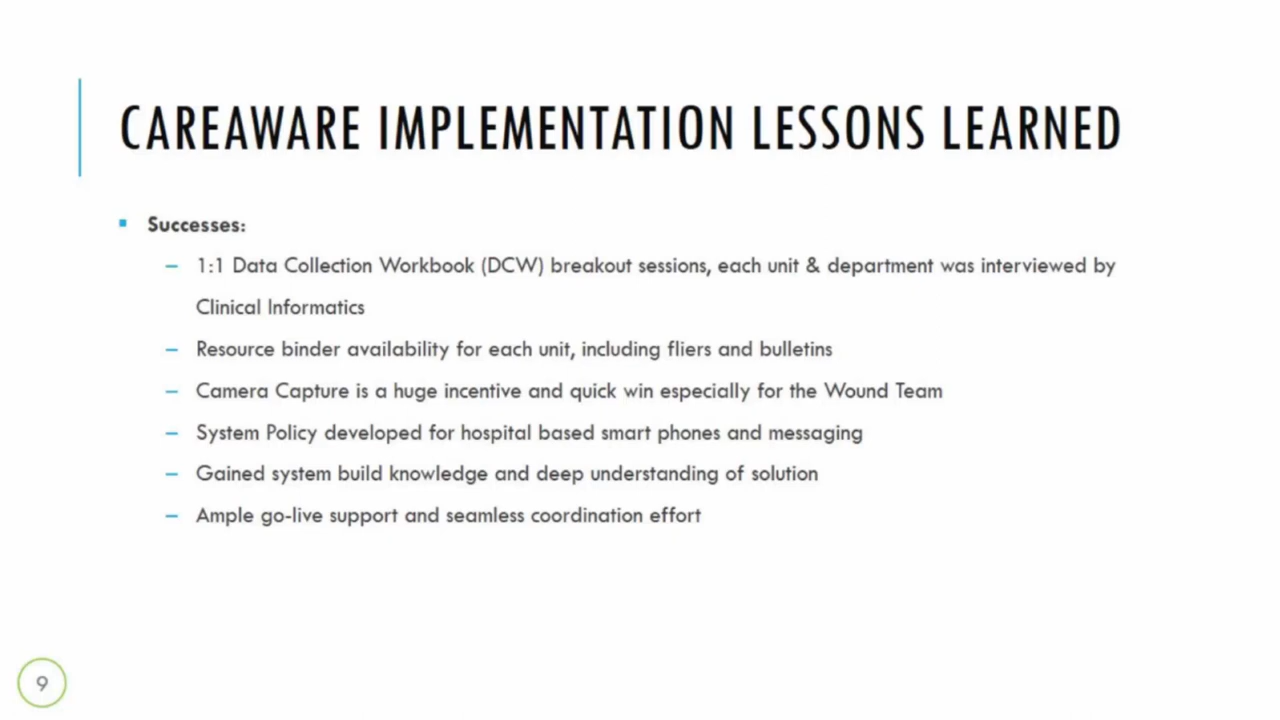 CAREAWARE IMPLEMENTATION LESSONS LEARNED
▪ Successes:
– 1:1 Data Collection Workbook (DCW) breakout sessions, each unit & department was interviewed by
Clinical Informatics
– Resource binder availability for each unit, including fliers and bulletins
– Camera Capture is a huge incentive and quick win especially for the Wound Team
– System Policy developed for hospital based smart phones and messaging
– Gained system build knowledge and deep understanding of solution
– Ample go-live support and seamless coordination effort
9